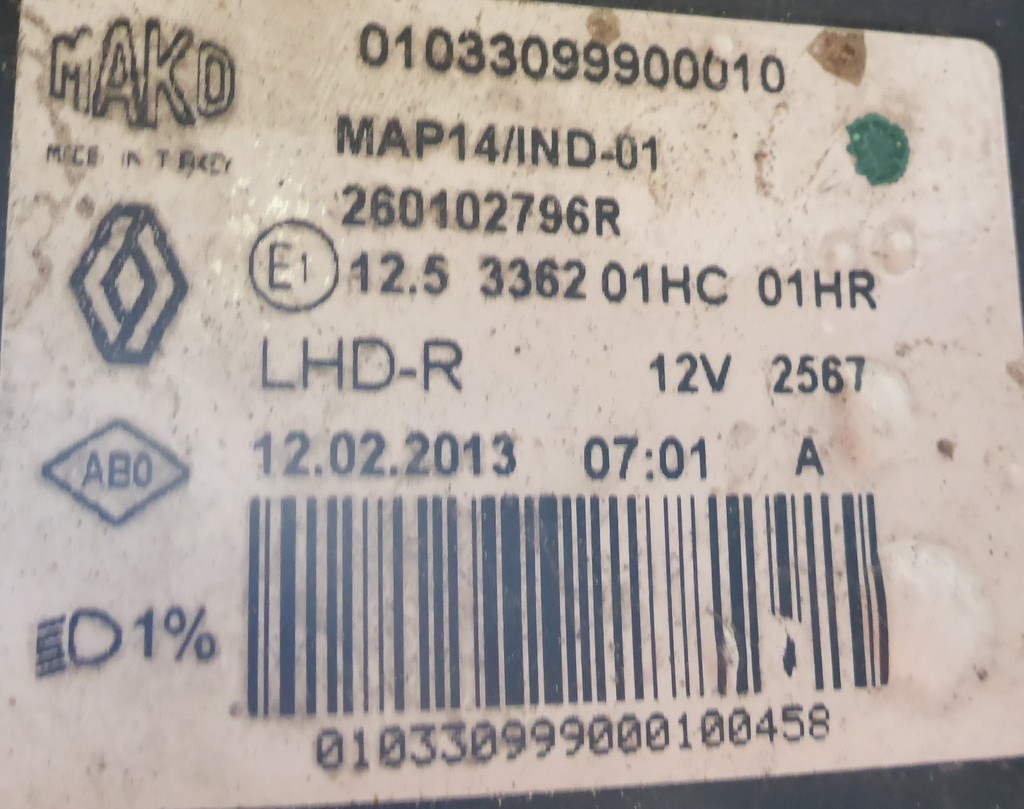 MAKO
01033099900010
MADE IN TURKEY
MAP14/IND-01
260102796R
E1 12.5 3362 01HC 01HR
LHD-R 12V 2567
12.02.2013 07:01 A
ABO
1%
010330999000100458